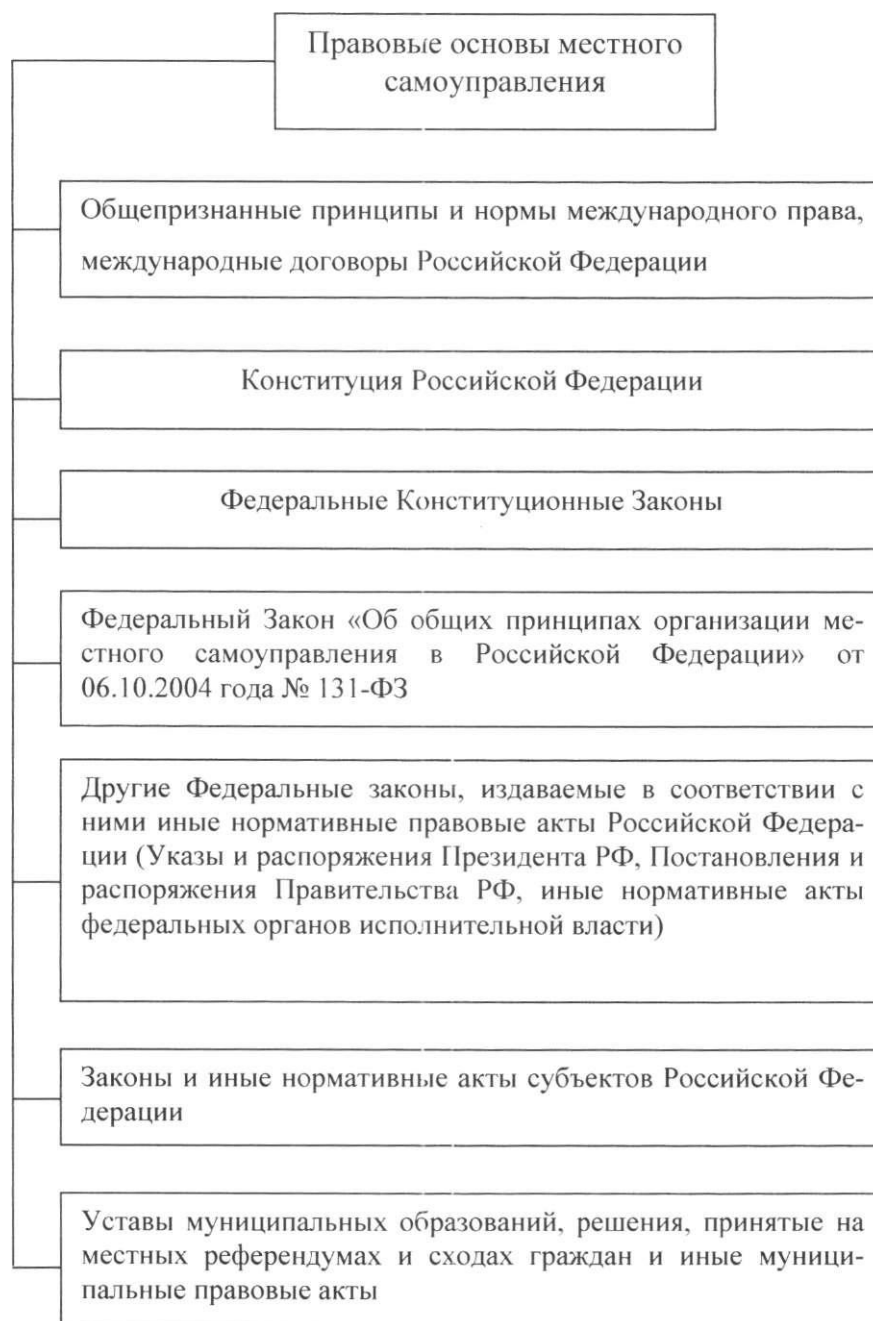 Правовые основы местного
самоуправления
Общепризнанные принципы и нормы международного права,
международные договоры Российской Федерации
Конституция Российской Федерации
Федеральные Конституционные Законы
Федеральный Закон «Об общих принципах организации ме-
стного самоуправления в Российской Федерации» от
06.10.2004 года № 131-ФЗ
Другие Федеральные законы, издаваемые в соответствии с
ними иные нормативные правовые акты Российской Федера-
ции (Указы и распоряжения Президента РФ, Постановления и
распоряжения Правительства РФ, иные нормативные акты
федеральных органов исполнительной власти)
Законы и иные нормативные акты субъектов Российской Фе-
дерации
Уставы муниципальных образований, решения, принятые на
местных референдумах и сходах граждан и иные муници-
пальные правовые акты